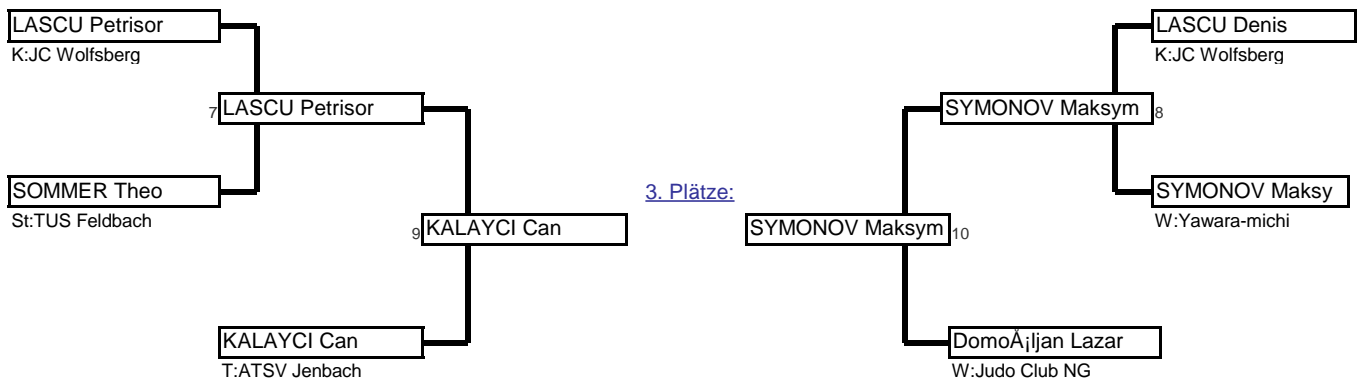 LASCU Petrisor
K:JC Wolfsberg
7 LASCU Petrisor
SOMMER Theo
St:TUS Feldbach
9 KALAYCI Can
KALAYCI Can
T:ATSV Jenbach
3. Plätze:
LASCU Denis
K:JC Wolfsberg
SYMONOV Maksym 8
SYMONOV Maksy
W:Yawara-michi
SYMONOV Maksym 10
DomoÅ¡ljan Lazar
W:Judo Club NG